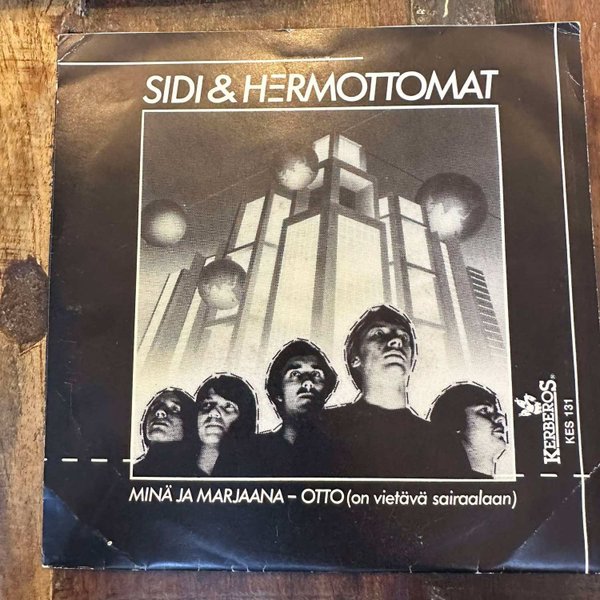 SIDI & HERMOTTOMAT
KERBEROS®
KES 131
MINÄ JA MARJAANA – OTTO (on vietävä sairaalaan)